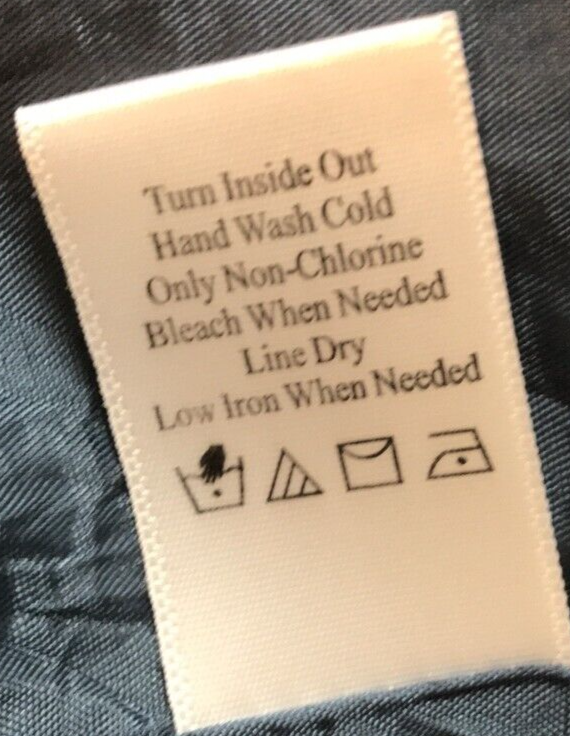 Turn Inside Out
Hand Wash Cold
Only Non-Chlorine
Bleach When Needed
Line Dry
Low Iron When Needed